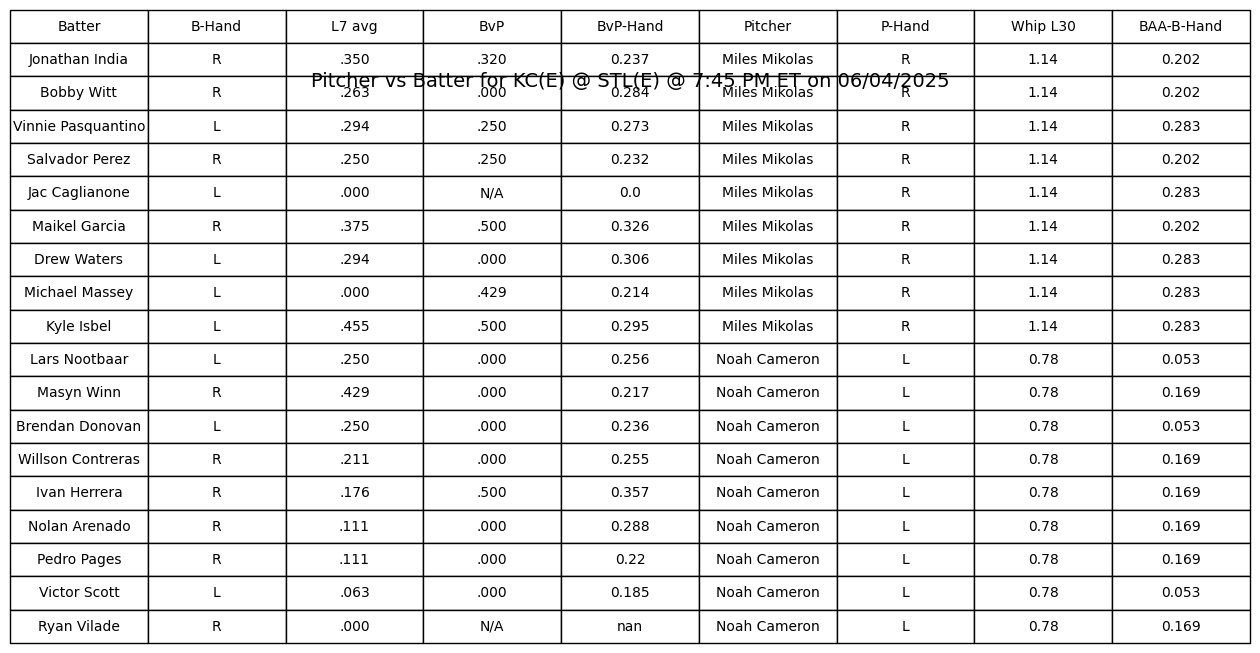 Batter B-Hand L7 avg BvP BvP-Hand Pitcher P-Hand Whip L30 BAA-B-Hand
Jonathan India R .350 .320 0.237 Miles Mikolas R 1.14 0.202
Pitcher vs Batter for KC(E) @ STL(E) @ 7:45 PM ET on 06/04/2025
Bobby Witt R .263 .000 0.284 Miles Mikolas R 1.14 0.202
Vinnie Pasquantino L .294 .250 0.273 Miles Mikolas R 1.14 0.283
Salvador Perez R .250 .250 0.232 Miles Mikolas R 1.14 0.202
Jac Caglianone L .000 N/A 0.0 Miles Mikolas R 1.14 0.283
Maikel Garcia R .375 .500 0.326 Miles Mikolas R 1.14 0.202
Drew Waters L .294 .000 0.306 Miles Mikolas R 1.14 0.283
Michael Massey L .000 .429 0.214 Miles Mikolas R 1.14 0.283
Kyle Isbel L .455 .500 0.295 Miles Mikolas R 1.14 0.283
Lars Nootbaar L .250 .000 0.256 Noah Cameron L 0.78 0.053
Masyn Winn R .429 .000 0.217 Noah Cameron L 0.78 0.169
Brendan Donovan L .250 .000 0.236 Noah Cameron L 0.78 0.053
Willson Contreras R .211 .000 0.255 Noah Cameron L 0.78 0.169
Ivan Herrera R .176 .500 0.357 Noah Cameron L 0.78 0.169
Nolan Arenado R .111 .000 0.288 Noah Cameron L 0.78 0.169
Pedro Pages R .111 .000 0.22 Noah Cameron L 0.78 0.169
Victor Scott L .063 .000 0.185 Noah Cameron L 0.78 0.053
Ryan Vilade R .000 N/A nan Noah Cameron L 0.78 0.169